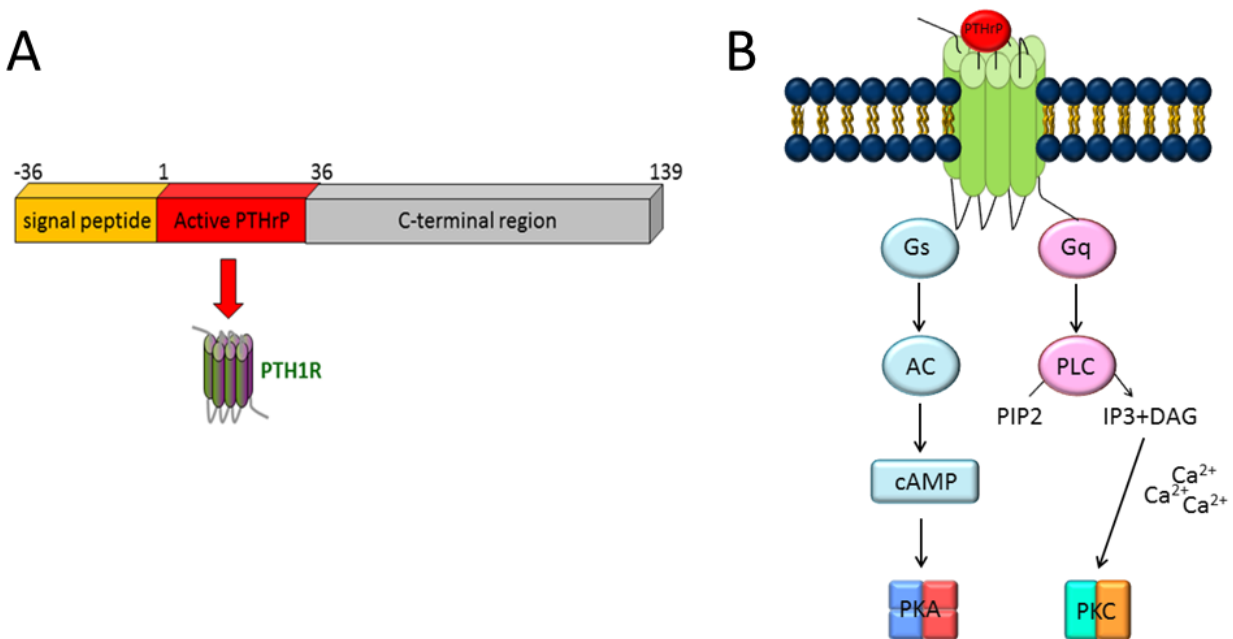 A
-36 1 36 139
signal peptide Active PTHrP C-terminal region
PTH1R
B
PTHrP
Gs Gq
AC PLC
PIP2 IP3+DAG
cAMP
Ca²⁺
Ca²⁺
Ca²⁺
PKA PKC